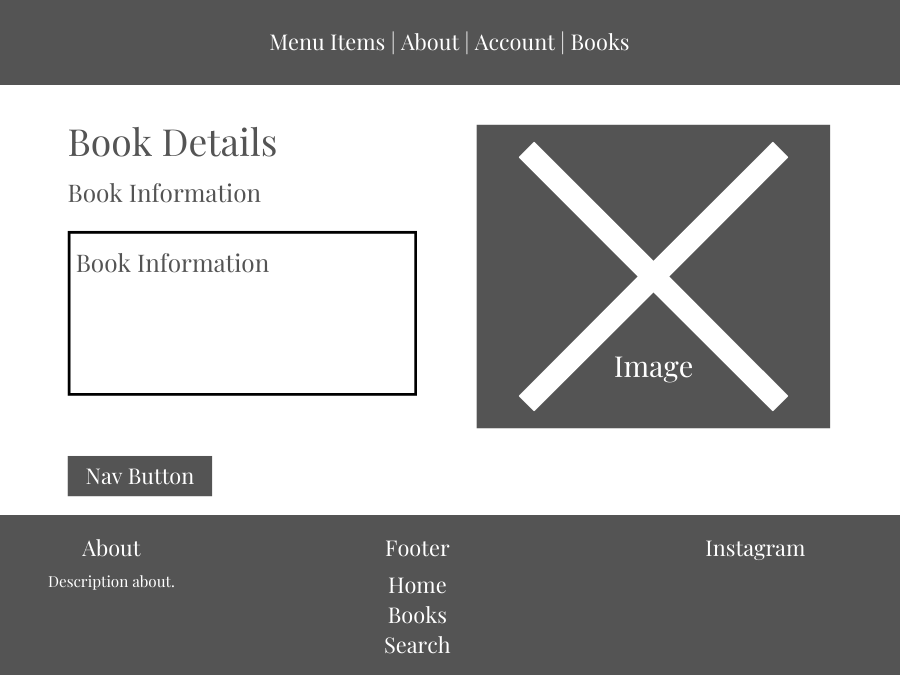 Menu Items | About | Account | Books
Book Details
Book Information
Book Information
Image
Nav Button
About
Description about.
Footer
Home
Books
Search
Instagram